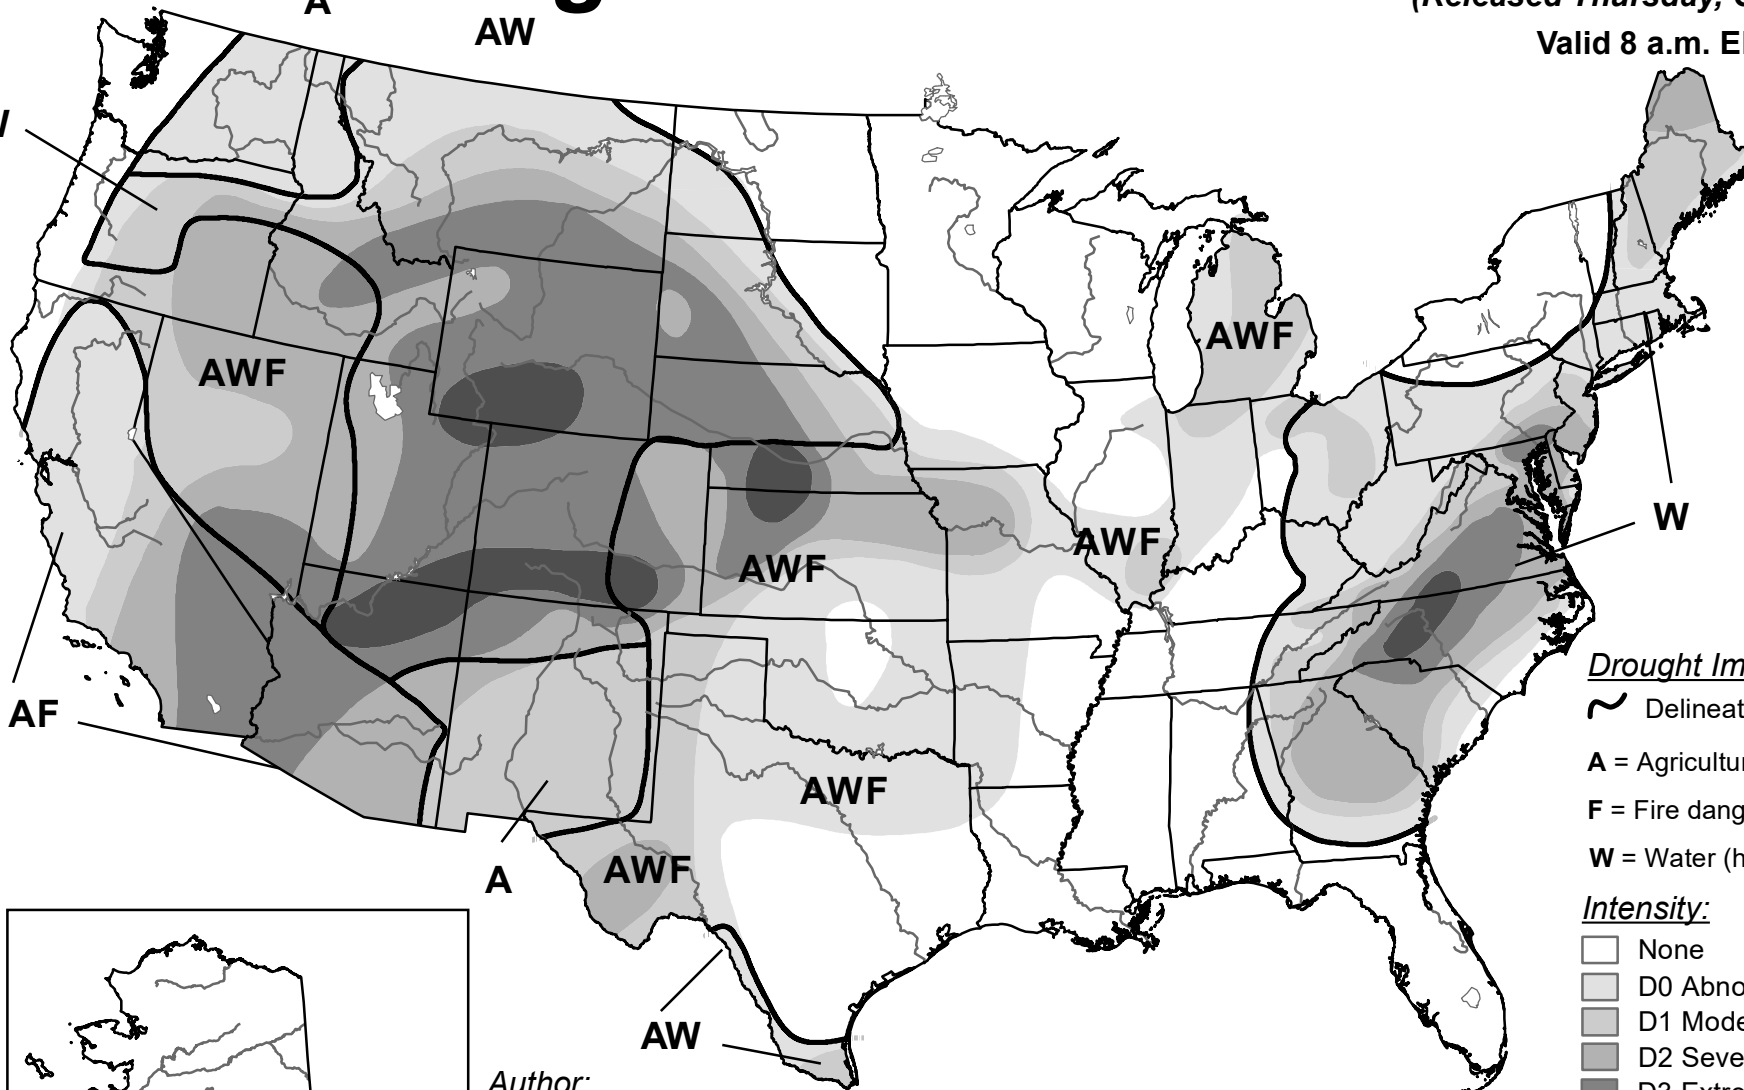 A
AW
(Released Thursday,
Valid 8 a.m.
AWF
AWF
AWF
AWF
W
AF
AWF
A
AWF
AW
Drought
Delineat
A = Agricultur
F = Fire dang
W = Water (h
Intensity:
None
D0 Abno
D1 Mode
D2 Seve
Author: